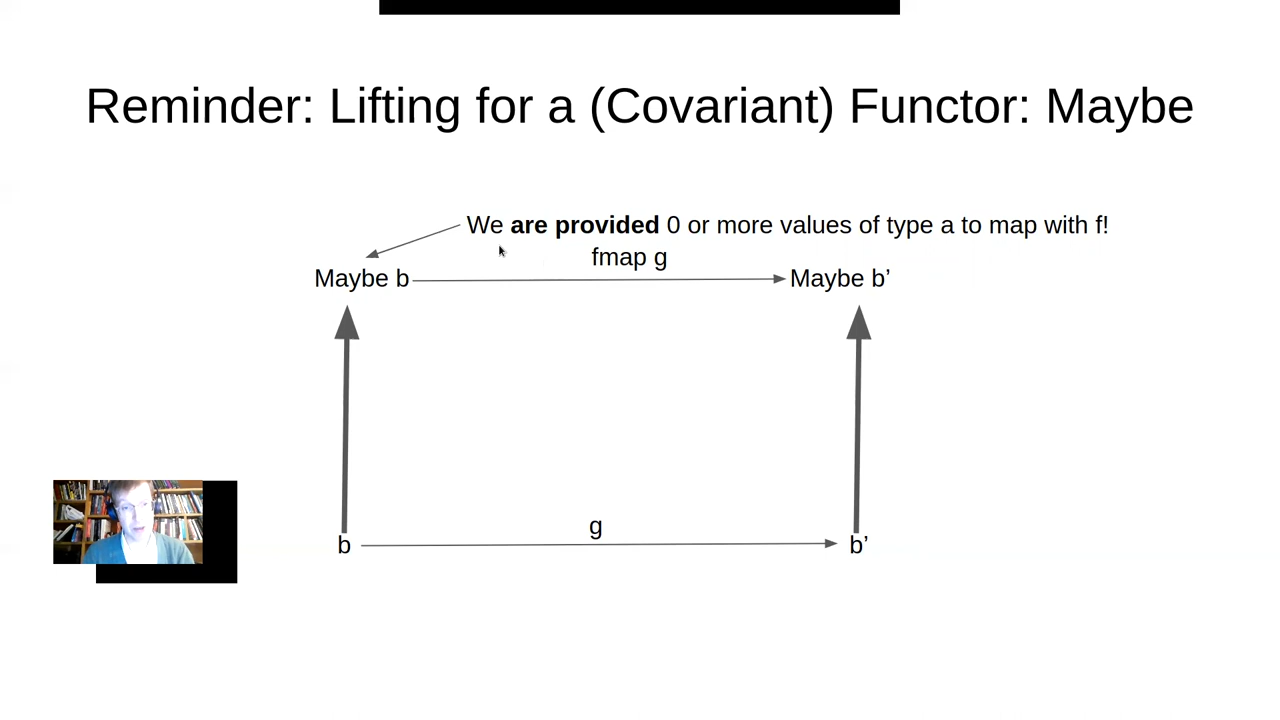 Reminder: Lifting for a (Covariant) Functor: Maybe
We are provided 0 or more values of type a to map with f!
fmap g
Maybe b
Maybe b’
g
b
b’